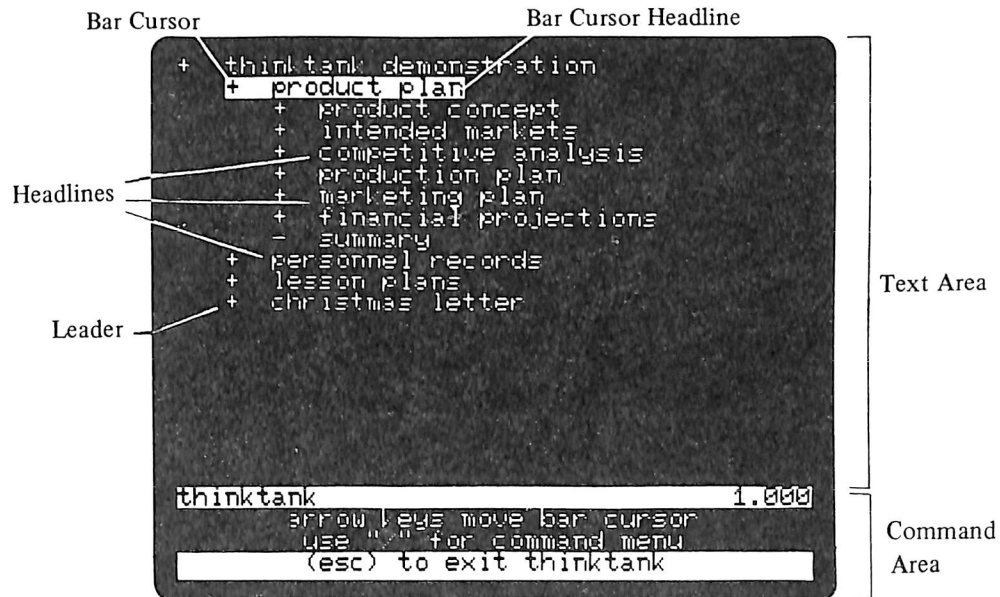 Bar Cursor
Bar Cursor Headline
+ thinktank demonstration
+ product plan
+ product concept
+ intended markets
+ competitive analysis
+ production plan
+ marketing plan
+ financial projections
- summary
+ personnel records
+ lesson plans
+ christmas letter
Headlines
Leader
Text Area
thinktank 1.000
arrow keys move bar cursor
use "/" for command menu
(esc) to exit thinktank
Command
Area